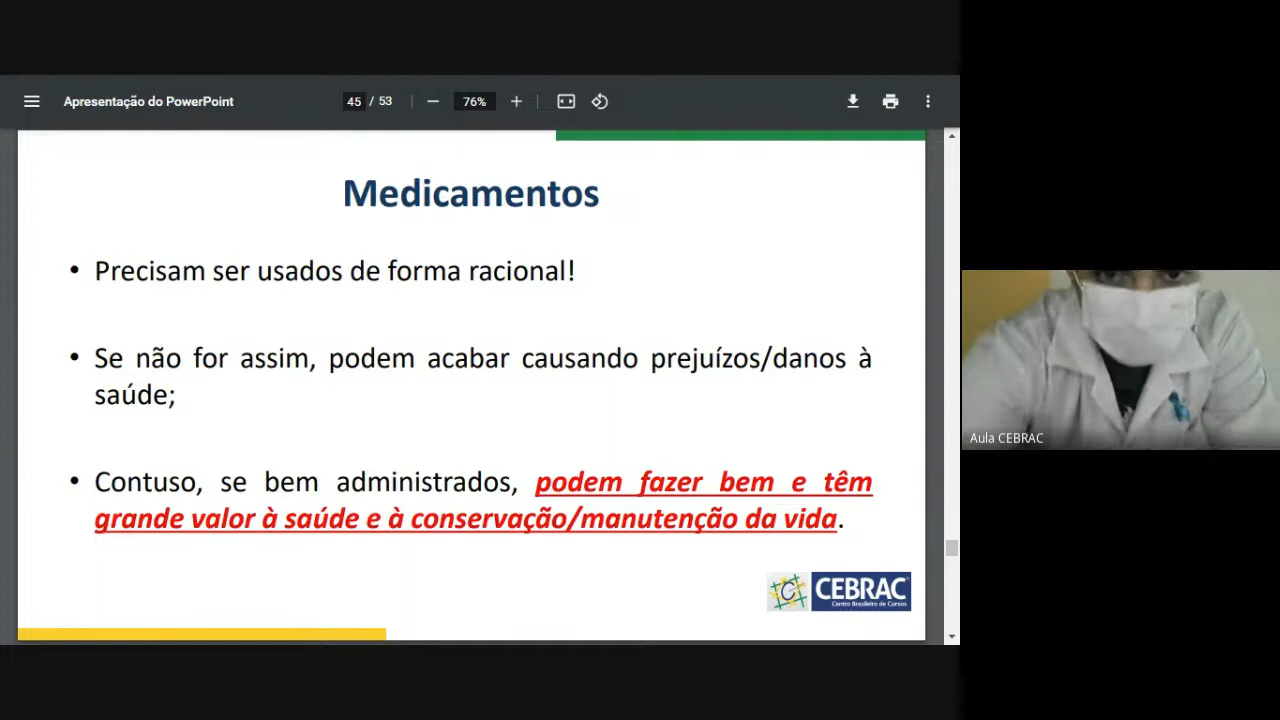 Apresentação do PowerPoint
45 / 53
76%
Medicamentos
• Precisam ser usados de forma racional!
• Se não for assim, podem acabar causando prejuízos/danos à
saúde;
• Contuso, se bem administrados, podem fazer bem e têm
grande valor à saúde e à conservação/manutenção da vida.
C CEBRAC
Centro Brasileiro de Cursos
Aula CEBRAC